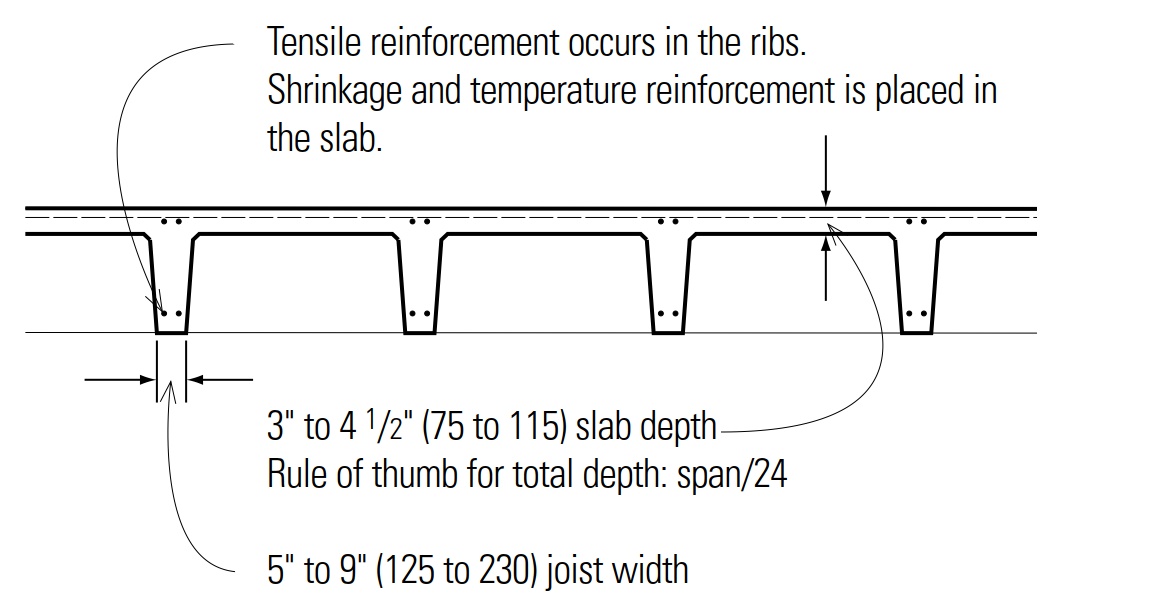 Tensile reinforcement occurs in the ribs.
Shrinkage and temperature reinforcement is placed in
the slab.
3" to 4 1/2" (75 to 115) slab depth
Rule of thumb for total depth: span/24
5" to 9" (125 to 230) joist width